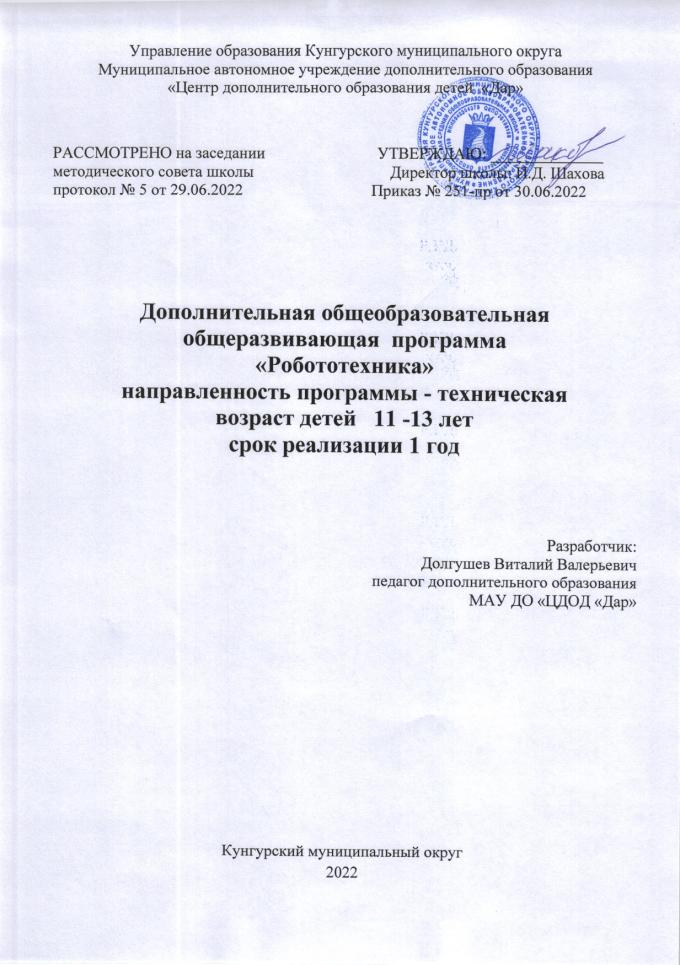 Управление образования Кунгурского муниципального округа
Муниципальное автономное учреждение дополнительного образования
«Центр дополнительного образования детей «Дар»
РАССМОТРЕНО на заседании
методического совета школы
протокол № 5 от 29.06.2022
УТВЕРЖДАЮ:
Директор школы: И.Д. Шахова
Приказ № 251-пр от 30.06.2022
Дополнительная общеобразовательная
общеразвивающая программа
«Робототехника»
направленность программы - техническая
возраст детей 11 -13 лет
срок реализации 1 год
Разработчик:
Долгушев Виталий Валерьевич
педагог дополнительного образования
МАУ ДО «ЦДОД «Дар»
Кунгурский муниципальный округ
2022